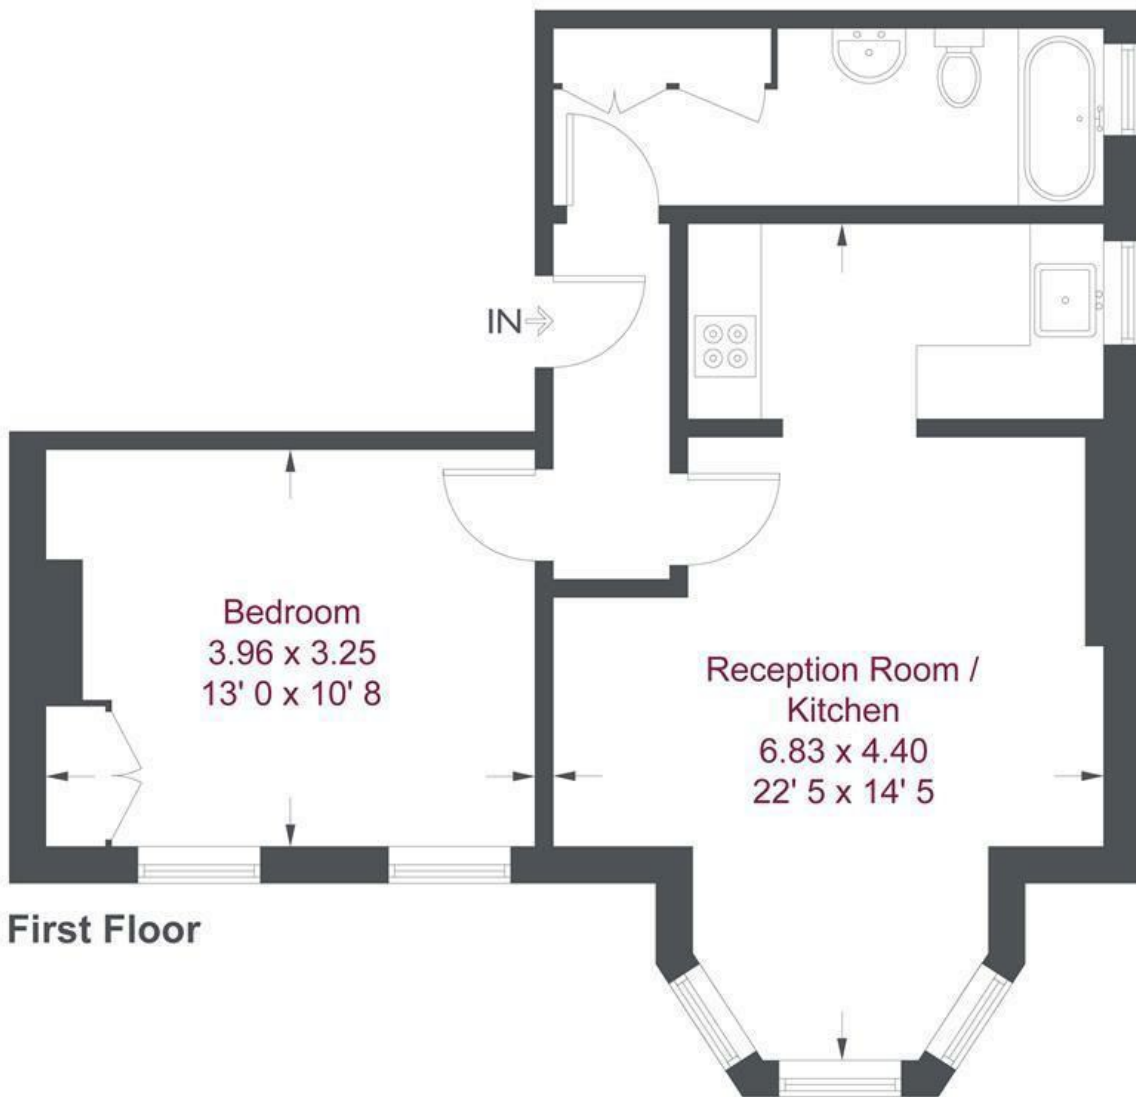 IN
Bedroom
3.96 x 3.25
13' 0 x 10' 8
Reception Room /
Kitchen
6.83 x 4.40
22' 5 x 14' 5
First Floor